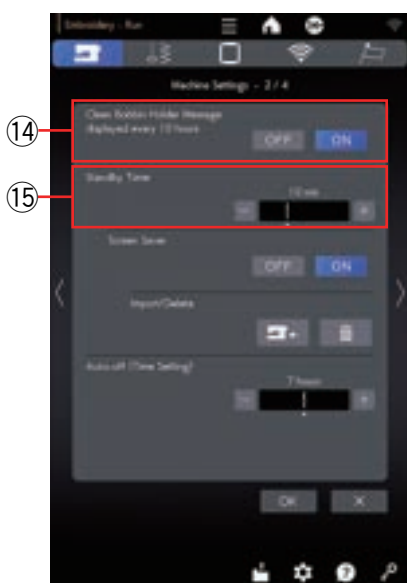 Embroidery - Run
Machine Settings - 2 / 4
⑭
Clean Bobbin Holder Message
displayed every 10 hours
OFF ON
⑮
Standby Time
10 min
- +
Screen Saver
OFF ON
Import/Delete
Auto off (Time Setting)
7 hours
- +
OK X